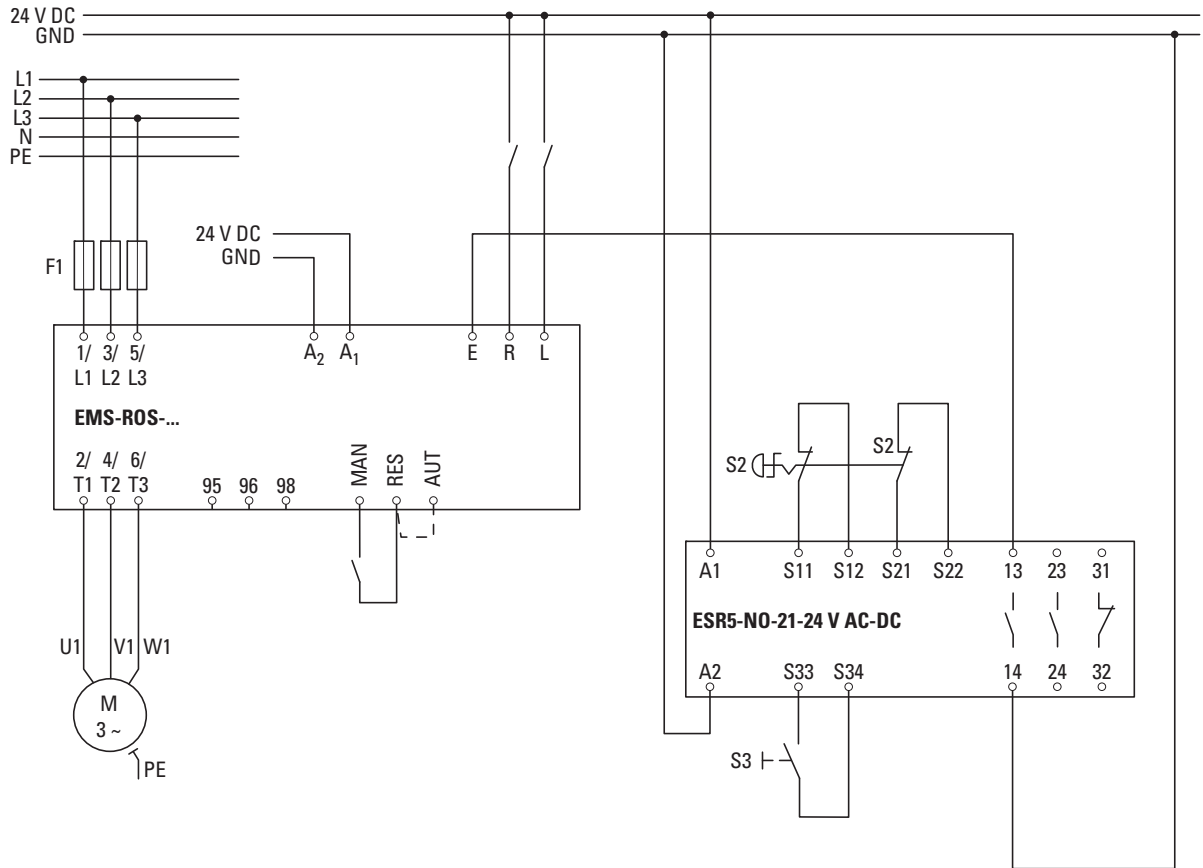 24 V DC
GND
L1
L2
L3
N
PE
24 V DC
GND
F1
1/ 3/ 5/
L1 L2 L3
A2 A1
E R L
EMS-ROS-...
2/ 4/ 6/
T1 T2 T3
95 96 98
MAN
RES
AUT
S2
S2
A1 S11 S12 S21 S22 13 23 31
ESR5-NO-21-24 V AC-DC
A2 S33 S34 14 24 32
U1 V1 W1
M
3 ~
PE
S3